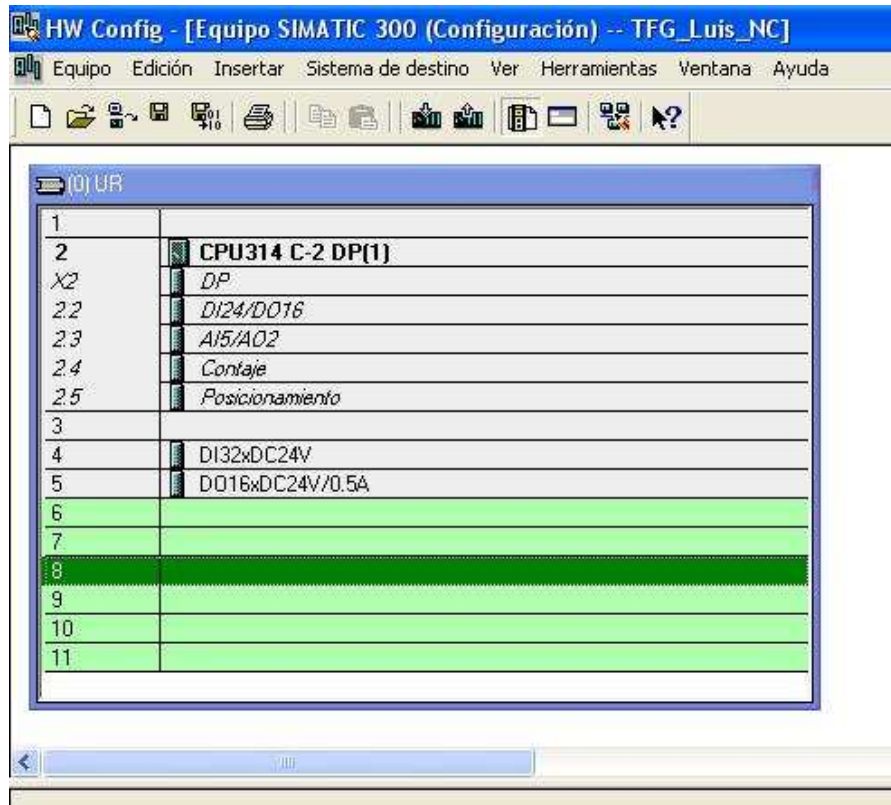 HW Config - [Equipo SIMATIC 300 (Configuración) -- TFG_Luis_NC]
Equipo Edición Insertar Sistema de destino Ver Herramientas Ventana Ayuda
(0) UR
1
2 CPU314 C-2 DP(1)
X2 DP
2.2 DI24/DO16
2.3 AI5/AO2
2.4 Contaje
2.5 Posicionamiento
3
4 DI32xDC24V
5 DO16xDC24V/0.5A
6
7
8
9
10
11